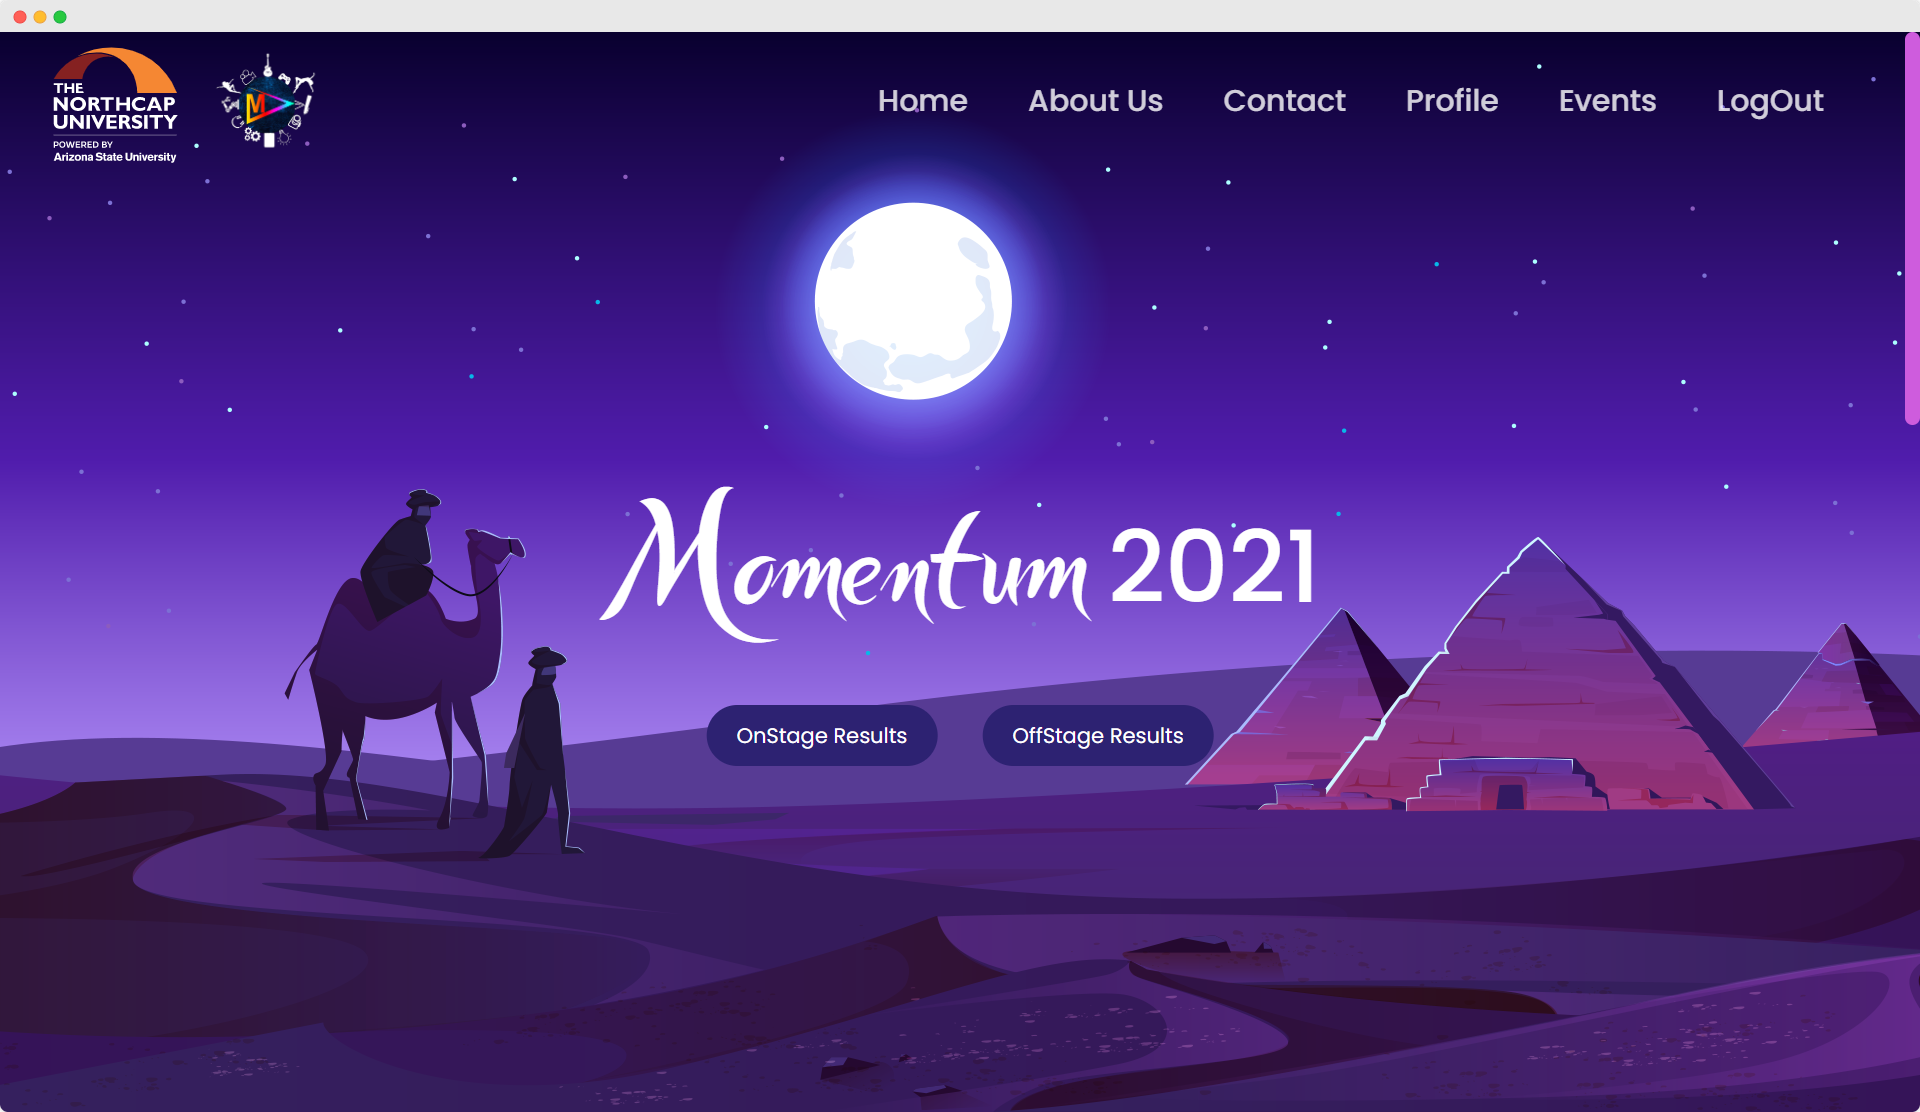 THE
NORTHCAP
UNIVERSITY
POWERED BY
Arizona State University
M
Home About Us Contact Profile Events LogOut
Momentum 2021
OnStage Results OffStage Results